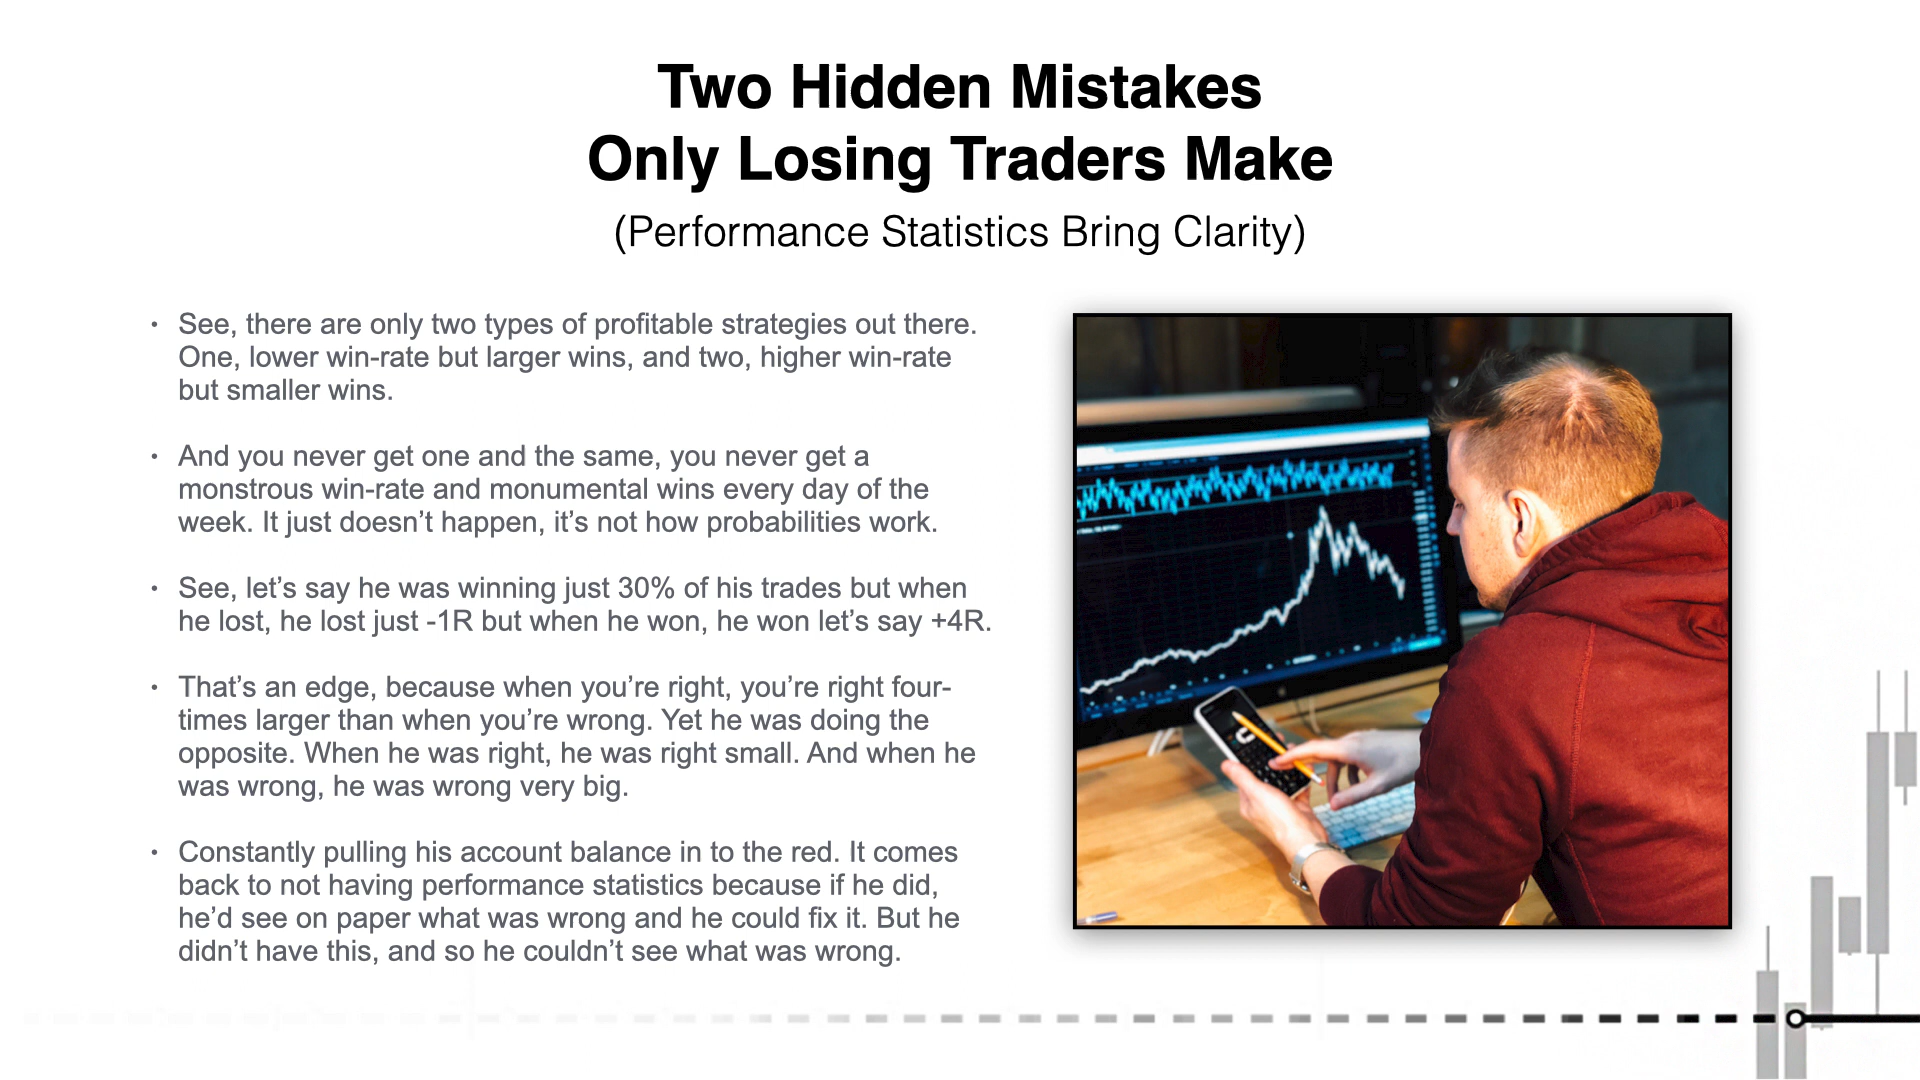 Two Hidden Mistakes
Only Losing Traders Make
(Performance Statistics Bring Clarity)
• See, there are only two types of profitable strategies out there.
One, lower win-rate but larger wins, and two, higher win-rate
but smaller wins.
• And you never get one and the same, you never get a
monstrous win-rate and monumental wins every day of the
week. It just doesn’t happen, it’s not how probabilities work.
• See, let’s say he was winning just 30% of his trades but when
he lost, he lost just -1R but when he won, he won let’s say +4R.
• That’s an edge, because when you’re right, you’re right four-
times larger than when you’re wrong. Yet he was doing the
opposite. When he was right, he was right small. And when he
was wrong, he was wrong very big.
• Constantly pulling his account balance in to the red. It comes
back to not having performance statistics because if he did,
he’d see on paper what was wrong and he could fix it. But he
didn’t have this, and so he couldn’t see what was wrong.